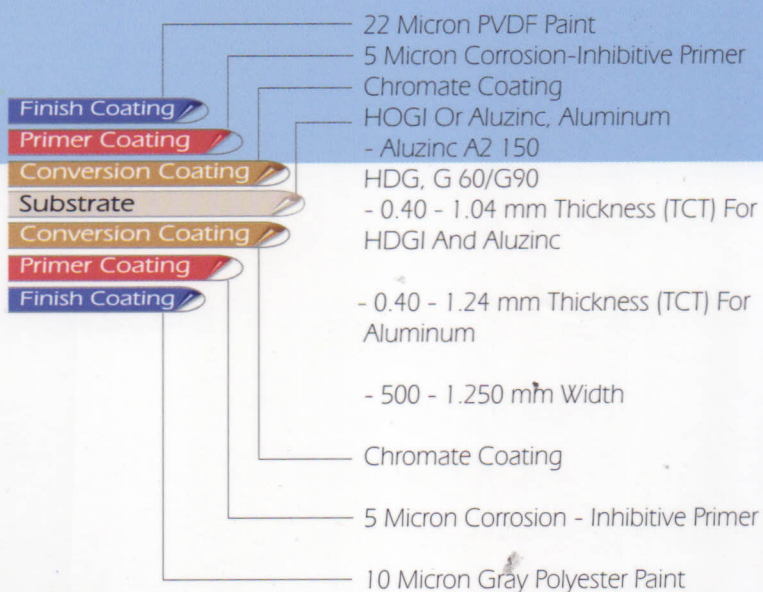 22 Micron PVDF Paint
5 Micron Corrosion-Inhibitive Primer
Chromate Coating
HOGI Or Aluzinc, Aluminum
- Aluzinc A2 150
HDG, G 60/G90
- 0.40 - 1.04 mm Thickness (TCT) For
HDGI And Aluzinc
- 0.40 - 1.24 mm Thickness (TCT) For
Aluminum
- 500 - 1.250 mm Width
Chromate Coating
5 Micron Corrosion - Inhibitive Primer
10 Micron Gray Polyester Paint
Finish Coating
Primer Coating
Conversion Coating
Substrate
Conversion Coating
Primer Coating
Finish Coating